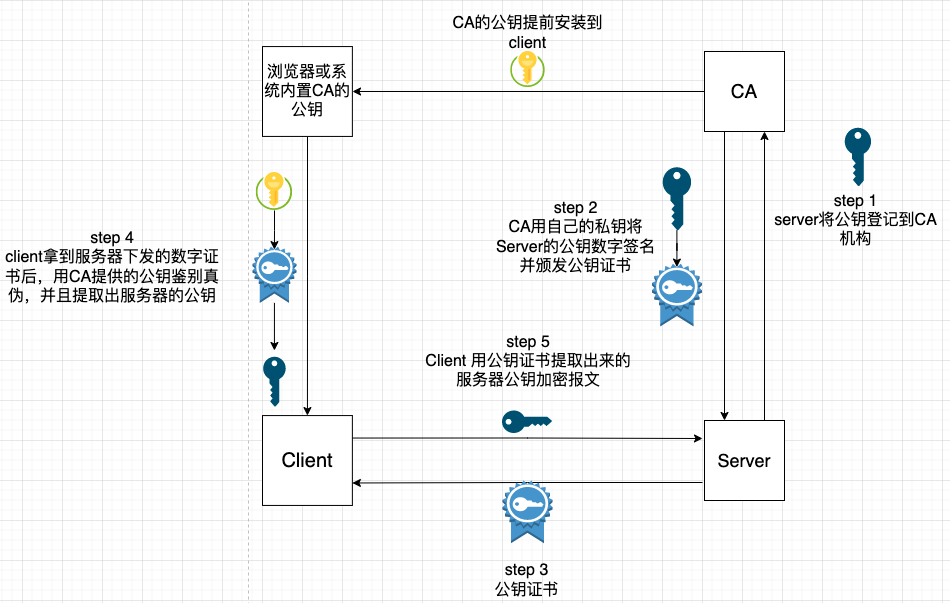 CA的公钥提前安装到
client
浏览器或系
统内置CA的
公钥
CA
step 1
server将公钥登记到CA
机构
step 2
CA用自己的私钥将
Server的公钥数字签名
并颁发公钥证书
step 4
client拿到服务器下发的数字证
书后，用CA提供的公钥鉴别真
伪，并且提取出服务器的公钥
step 5
Client 用公钥证书提取出来的
服务器公钥加密报文
Client
Server
step 3
公钥证书